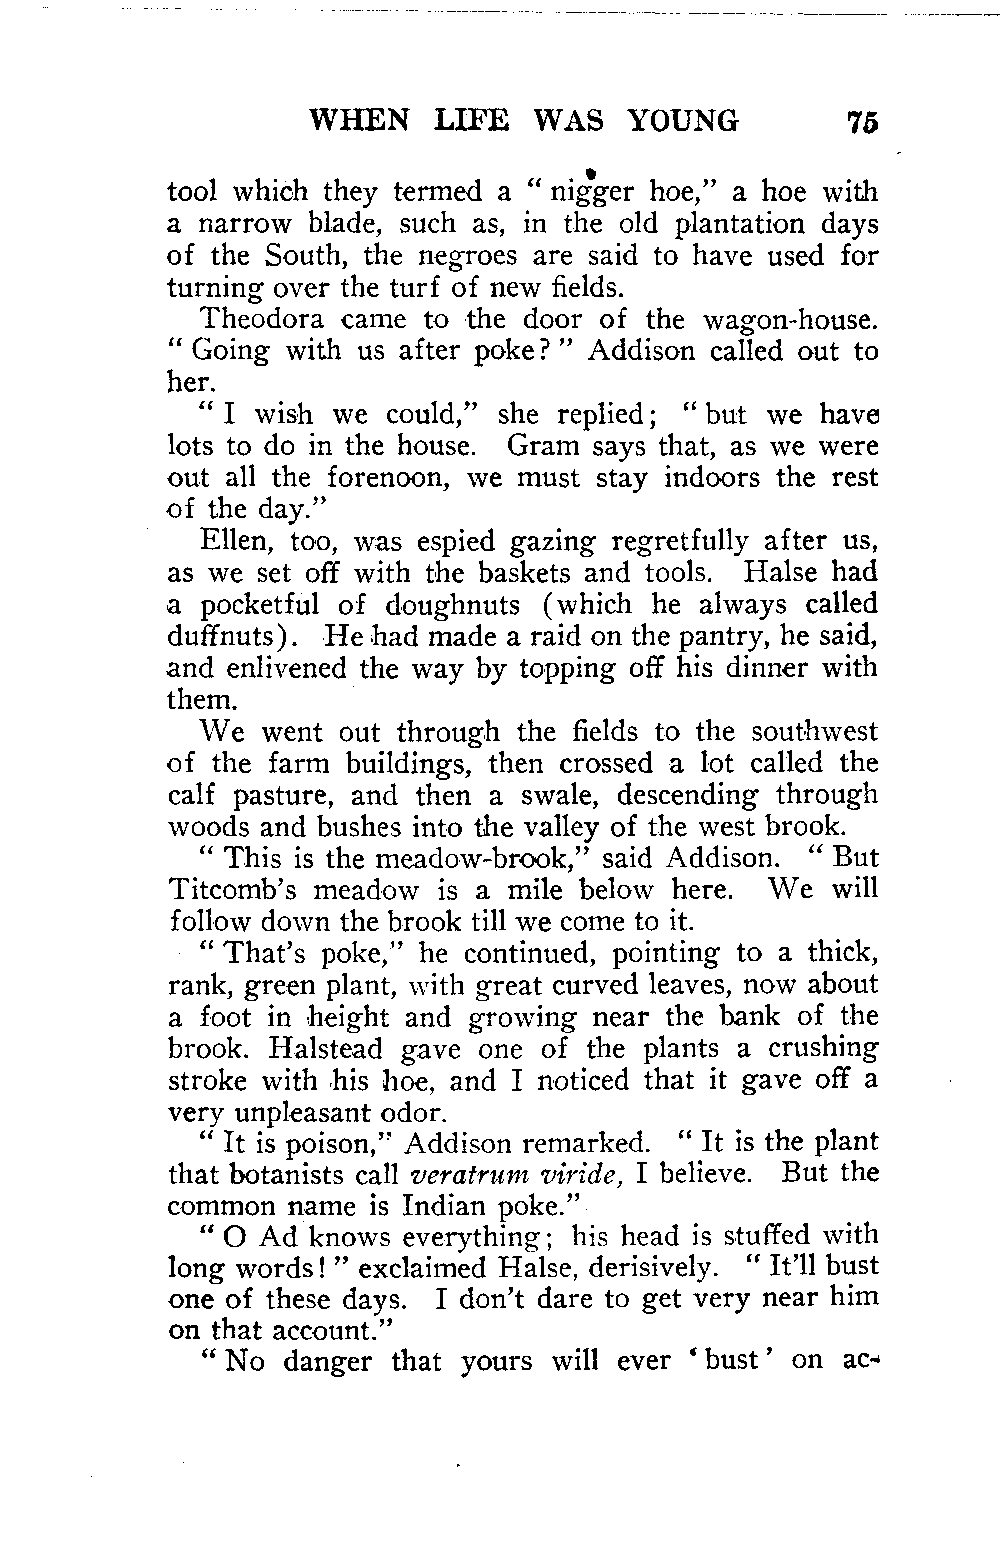 WHEN LIFE WAS YOUNG 75
tool which they termed a "nigger hoe," a hoe with
a narrow blade, such as, in the old plantation days
of the South, the negroes are said to have used for
turning over the turf of new fields.
Theodora came to the door of the wagon-house.
"Going with us after poke?" Addison called out to
her.
"I wish we could," she replied; "but we have
lots to do in the house. Gram says that, as we were
out all the forenoon, we must stay indoors the rest
of the day."
Ellen, too, was espied gazing regretfully after us,
as we set off with the baskets and tools. Halse had
a pocketful of doughnuts (which he always called
duffnuts). He had made a raid on the pantry, he said,
and enlivened the way by topping off his dinner with
them.
We went out through the fields to the southwest
of the farm buildings, then crossed a lot called the
calf pasture, and then a swale, descending through
woods and bushes into the valley of the west brook.
"This is the meadow-brook," said Addison. "But
Titcomb's meadow is a mile below here. We will
follow down the brook till we come to it.
"That's poke," he continued, pointing to a thick,
rank, green plant, with great curved leaves, now about
a foot in height and growing near the bank of the
brook. Halstead gave one of the plants a crushing
stroke with his hoe, and I noticed that it gave off a
very unpleasant odor.
"It is poison," Addison remarked. "It is the plant
that botanists call veratrum viride, I believe. But the
common name is Indian poke."
"O Ad knows everything; his head is stuffed with
long words!" exclaimed Halse, derisively. "It'll bust
one of these days. I don't dare to get very near him
on that account."
"No danger that yours will ever 'bust' on ac-